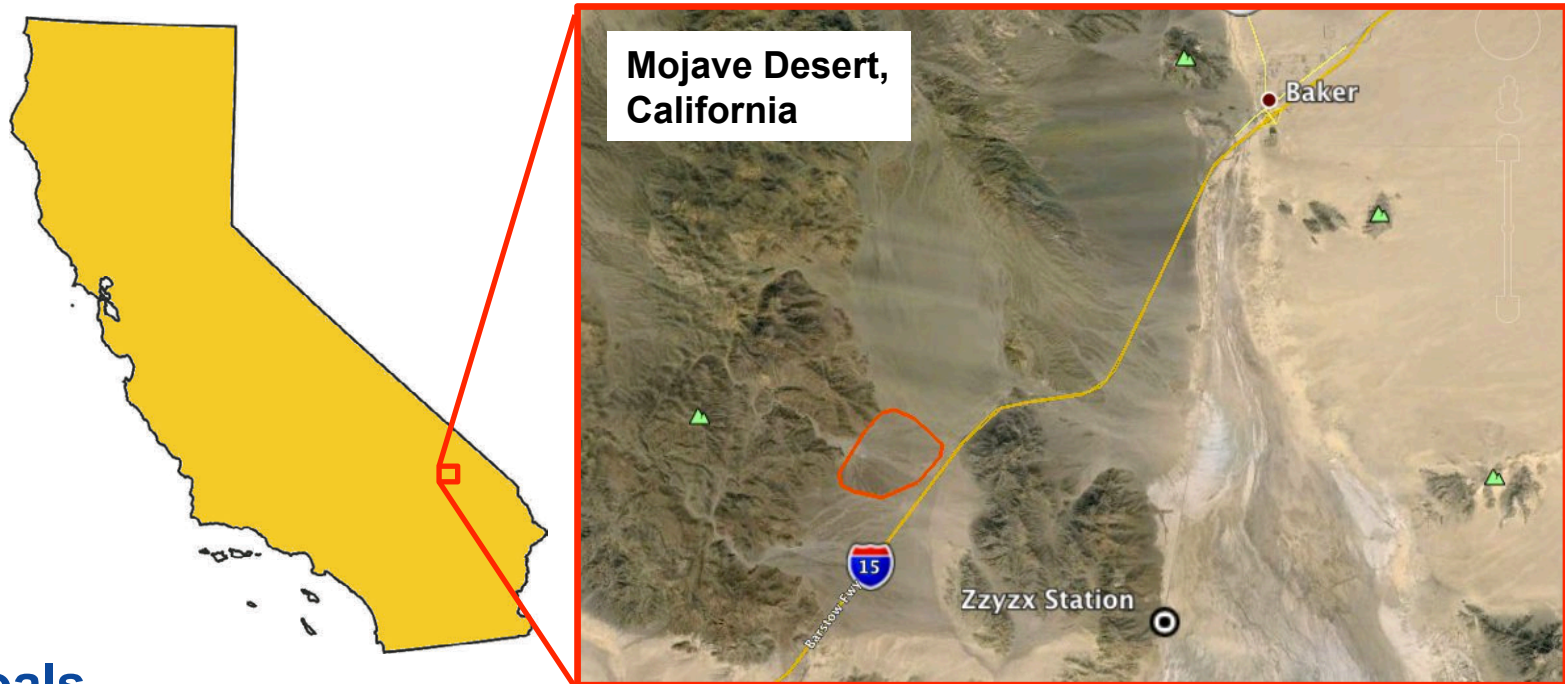 Mojave Desert,
California
Baker
15
Barstow Fwy
Zzyzx Station